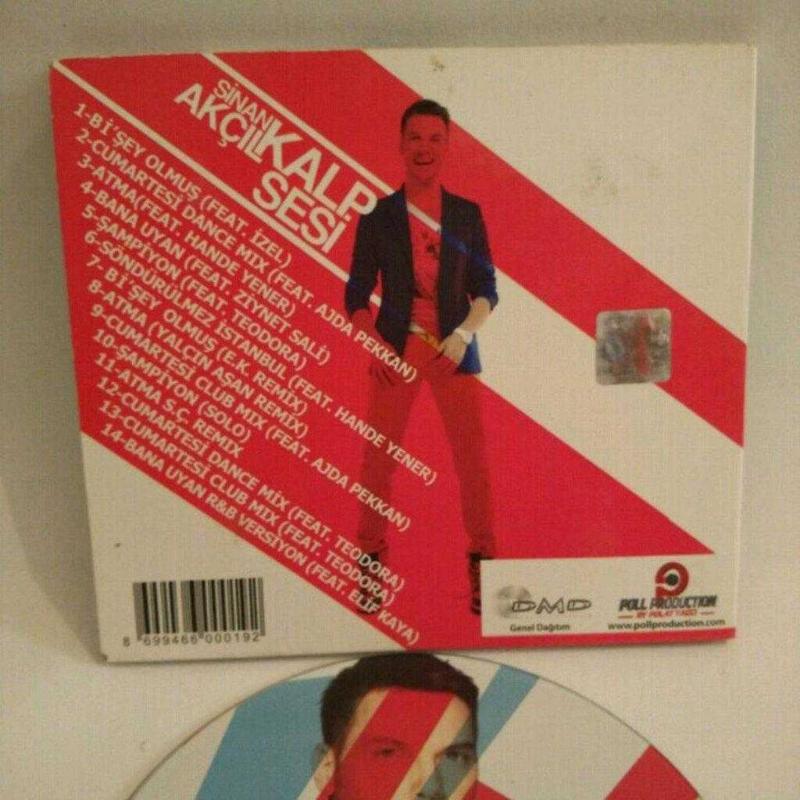 SİNAN
AKÇIL
KALP
SESİ
1-Bİ'ŞEY OLMUŞ (FEAT. İZEL)
2-CUMARTESİ DANCE MIX (FEAT. AJDA PEKKAN)
3-ATMA(FEAT. HANDE YENER)
4-BANA UYAN (FEAT. ZİYNET SALİ)
5-ŞAMPİYON (FEAT. TEODORA)
6-SÖNDÜRÜLMEZ İSTANBUL (FEAT. HANDE YENER)
7- Bİ'ŞEY OLMUŞ (E.K. REMIX)
8-ATMA (YALÇIN AŞAN REMIX)
9-CUMARTESİ CLUB MIX (FEAT. AJDA PEKKAN)
10-ŞAMPİYON (SOLO)
11-ATMA S.Ç. REMIX
12-CUMARTESİ DANCE MIX (FEAT. TEODORA)
13-CUMARTESİ CLUB MIX (FEAT. TEODORA)
14-BANA UYAN R&B VERSİYON (FEAT. ELİF KAYA)
8 699466 000192
DMD
Genel Dağıtım
POLL PRODUCTION
BY POLAT YAĞCI
www.pollproduction.com